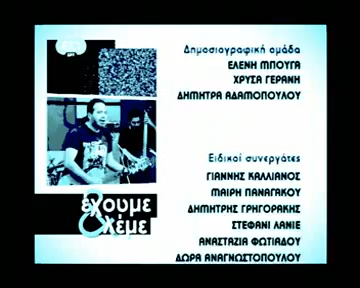 Δημοσιογραφική ομάδα
ΕΛΕΝΗ ΜΠΟΥΓΑ
ΧΡΥΣΑ ΓΕΡΑΝΗ
ΔΗΜΗΤΡΑ ΑΔΑΜΟΠΟΥΛΟΥ
Ειδικοί συνεργάτες
ΓΙΑΝΝΗΣ ΚΑΛΛΙΑΝΟΣ
ΜΑΙΡΗ ΠΑΝΑΓΑΚΟΥ
ΔΗΜΗΤΡΗΣ ΓΡΗΓΟΡΑΚΗΣ
ΣΤΕΦΑΝΙ ΛΑΝΙΕ
ΑΝΑΣΤΑΖΙΑ ΦΩΤΙΑΔΟΥ
ΔΩΡΑ ΑΝΑΓΝΩΣΤΟΠΟΥΛΟΥ
έχουμε
& λέμε